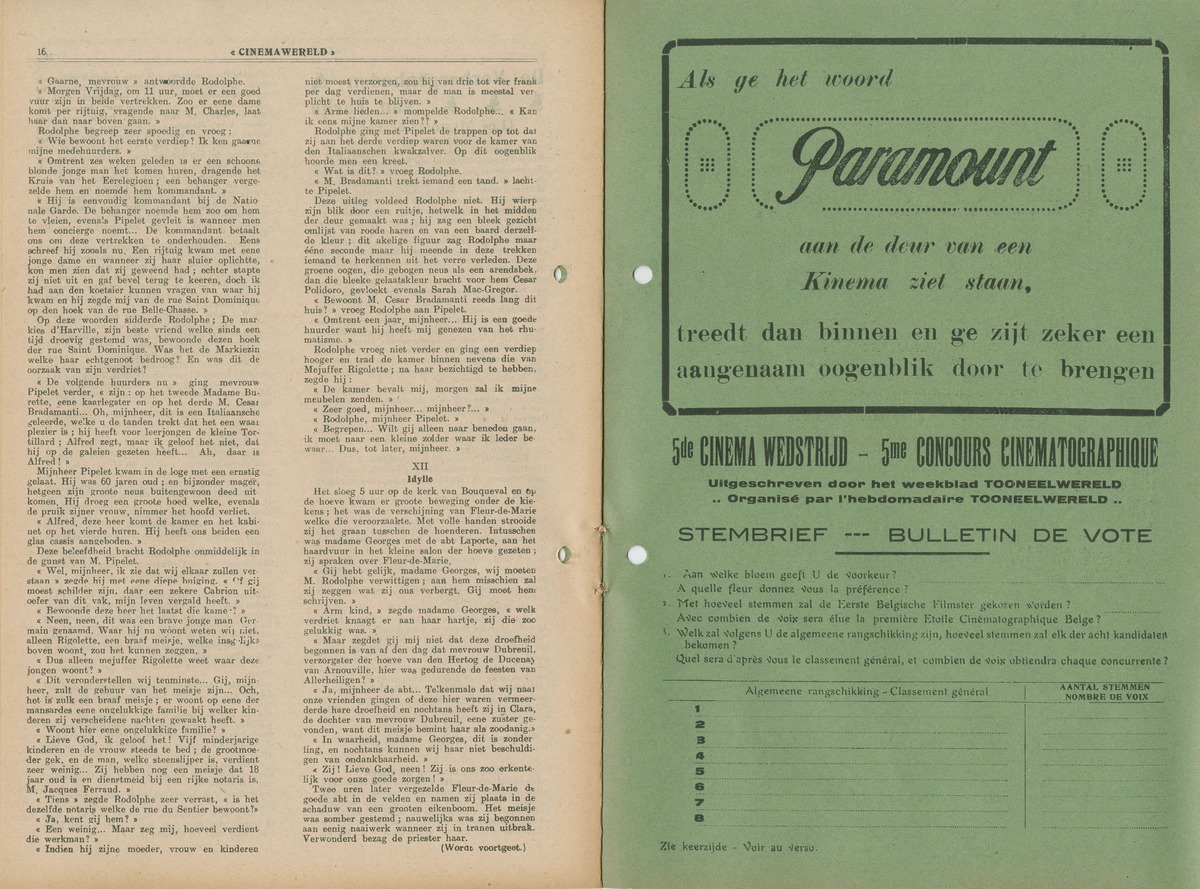 16.
« CINEMAWERELD »
« Gaarne, mevrouw » antwoordde Rodolphe.
» Morgen Vrijdag, om 11 uur, moet er een goed
vuur zijn in beide vertrekken. Zoo er eene dame
komt per rijtuig, vragende naar M. Charles, laat
haar dan naar boven gaan. »
Rodolphe begreep zeer spoedig en vroeg :
« Wie bewoont het eerste verdiep? Ik ken gaarne
mijne medehuurders. »
« Omtrent zes weken geleden is er een schoone
blonde jonge man het komen huren, dragende het
Kruis van het Eerelegioen ; een behanger verge-
zelde hem en noemde hem kommandant. »
« Hij is eenvoudig kommandant bij de Natio
nale Garde. De behanger noemde hem zoo om hem
te vleien, evenals Pipelet gevleit is wanneer men
hem concierge noemt... De kommandant betaalt
ons om deze vertrekken te onderhouden. Eens
schreef hij zooals nu. Een rijtuig kwam met eene
jonge dame en wanneer zij haar sluier oplichtte,
kon men zien dat zij geweend had ; echter stapte
zij niet uit en gaf bevel terug te keeren, doch ik
had aan den koetsier kunnen vragen van waar hij
kwam en hij zegde mij van de rue Saint Dominique
op den hoek van de rue Belle-Chasse. »
Op deze woorden sidderde Rodolphe ; De mar-
kies d'Harville, zijn beste vriend welke sinds een
tijd droevig gestemd was, bewoonde dezen hoek
der rue Saint Dominique. Was het de Markiezin
welke haar echtgenoot bedroog? En was dit de
oorzaak van zijn verdriet?
« De volgende huurders nu » ging mevrouw
Pipelet verder, « zijn : op het tweede Madame Bu-
rette, eene kaarlegster en op het derde M. Cesar
Bradamanti... Oh, mijnheer, dit is een Italiaansche
geleerde, welke u de tanden trekt dat het een waar
plezier is ; hij heeft voor leerjongen de kleine Tor-
tillard ; Alfred zegt, maar ik geloof het niet, dat
hij op de galeien gezeten heeft... Ah, daar is
Alfred ! »
Mijnheer Pipelet kwam in de loge met een ernstig
gelaat. Hij was 60 jaren oud ; en bijzonder mager,
hetgeen zijn groote neus buitengewoon deed uit
komen. Hij droeg een groote hoed welke, evenals
de pruik zijner vrouw, nimmer het hoofd verliet.
« Alfred, deze heer komt de kamer en het kabi-
net op het vierde huren. Hij heeft ons beiden een
glas cassis aangeboden. »
Deze beleefdheid bracht Rodolphe onmiddelijk in
de gunst van M. Pipelet.
« Wel, mijnheer, ik zie dat wij elkaar zullen ver-
staan » zegde hij met eene diepe buiging. « Of gij
moest schilder zijn, daar een zekere Cabrion uit-
oefer van dit vak, mijn leven vergald heeft. »
« Bewoonde deze heer het laatst die kamer? »
« Neen, neen, dit was een brave jonge man Ger-
main genaamd. Waar hij nu woont weten wij niet,
alleen Rigolette, een braaf meisje, welke insgelijks
boven woont, zou het kunnen zeggen. »
« Dus alleen mejuffer Rigolette weet waar deze
jongen woont? »
« Dit veronderstellen wij tenminste... Gij, mijn-
heer, zult de gebuur van het meisje zijn... Och,
het is zulk een braaf meisje ; er woont op eene der
mansardes eene ongelukkige familie bij welker kin-
deren zij verscheidene nachten gewaakt heeft. »
« Woont hier eene ongelukkige familie? »
« Lieve God, ik geloof het ! Vijf minderjarige
kinderen en de vrouw steeds te bed ; de grootmoe-
der gek, en de man, welke steenslijper is, verdient
zeer weinig... Zij hebben nog een meisje dat 18
jaar oud is en dienstmeid bij een rijke notaris is,
M. Jacques Ferraud. »
« Tiens » zegde Rodolphe zeer verrast, « is het
dezelfde notaris welke de rue du Sentier bewoont?»
« Ja, kent gij hem? »
« Een weinig... Maar zeg mij, hoeveel verdient
die werkman? »
« Indien hij zijne moeder, vrouw en kinderen
niet moest verzorgen, zou hij van drie tot vier frank
per dag verdienen, maar de man is meestal ver
plicht te huis te blijven. »
« Arme lieden... » mompelde Rodolphe... « Kan
ik eens mijne kamer zien?? »
Rodolphe ging met Pipelet de trappen op tot dat
zij aan het derde verdiep waren voor de kamer van
den Italiaanschen kwakzalver. Op dit oogenblik
hoorde men een kreet.
« Wat is dit? » vroeg Rodolphe.
« M. Bradamanti trekt iemand een tand. » lacht-
te Pipelet.
Deze uitleg voldeed Rodolphe niet. Hij wierp
zijn blik door een ruitje, hetwelk in het midden
der deur gemaakt was ; hij zag een bleek gezicht
omlijst van roode haren en van een baard derzelf-
de kleur ; dit akelige figuur zag Rodolphe maar
ééne seconde maar hij meende in deze trekken
iemand te herkennen uit het verre verleden. Deze
groene oogen, die gebogen neus als een arendsbek
dan die bleeke gelaatskleur bracht voor hem Cesar
Polidoro, gevloekt evenals Sarah Mac-Gregor.
« Bewoont M. Cesar Bradamanti reeds lang dit
huis? » vroeg Rodolphe aan Pipelet.
« Omtrent een jaar, mijnheer... Hij is een goede
huurder want hij heeft mij genezen van het rhu-
matisme. »
Rodolphe vroeg niet verder en ging een verdiep
hooger en trad de kamer binnen nevens die van
Mejuffer Rigolette ; na haar bezichtigd te hebben,
zegde hij :
« De kamer bevalt mij, morgen zal ik mijne
meubelen zenden. »
« Zeer goed, mijnheer... mijnheer?... »
« Rodolphe, mijnheer Pipelet. »
« Begrepen... Wilt gij alleen naar beneden gaan,
ik moet naar een kleine zolder waar ik leder be-
waar... Dus, tot later, mijnheer. »
XII
Idylle
Het sloeg 5 uur op de kerk van Bouqueval en op
de hoeve kwam er groote beweging onder de kie-
kens ; het was de verschijning van Fleur-de-Marie
welke die veroorzaakte. Met volle handen strooide
zij het graan tusschen de hoenderen. Intusschen
was madame Georges met de abt Laporte, aan het
haardvuur in het kleine salon der hoeve gezeten ;
zij spraken over Fleur-de-Marie.
« Gij hebt gelijk, madame Georges, wij moeten
M. Rodolphe verwittigen ; aan hem misschien zal
zij zeggen wat zij ons verbergt. Gij moet hem
schrijven. »
« Arm kind, » zegde madame Georges, « welk
verdriet knaagt er aan haar hartje, zij die zoo
gelukkig was. »
« Maar zegdet gij mij niet dat deze droefheid
begonnen is van af den dag dat mevrouw Dubreuil,
verzorgster der hoeve van den Hertog de Ducenay
van Arnouville, hier was gedurende de feesten van
Allerheiligen? »
« Ja, mijnheer de abt... Telkenmale dat wij naar
onze vrienden gingen of deze hier waren vermeer-
derde hare droefheid en nochtans heeft zij in Clara,
de dochter van mevrouw Dubreuil, eene zuster ge-
vonden, want dit meisje bemint haar als zoodanig.»
« In waarheid, madame Georges, dit is zonder
ling, en nochtans kunnen wij haar niet beschuldi-
gen van ondankbaarheid. »
« Zij ! Lieve God, neen ! Zij is ons zoo erkente-
lijk voor onze goede zorgen ! »
Twee uren later vergezelde Fleur-de-Marie de
goede abt in de velden en namen zij plaats in de
schaduw van een grooten eikenboom. Het meisje
was somber gestemd ; nauwelijks was zij begonnen
aan eenig naaiwerk wanneer zij in tranen uitbrak.
Verwonderd bezag de priester haar.
(Wordt voortgezet.)
Als ge het woord
Paramount
aan de deur van een
Kinema ziet staan,
treedt dan binnen en ge zijt zeker een
aangenaam oogenblik door te brengen
5de CINEMA WEDSTRIJD - 5me CONCOURS CINEMATOGRAPHIQUE
Uitgeschreven door het weekblad TOONEELWERELD
.. Organisé par l'hebdomadaire TOONEELWERELD ..
STEMBRIEF --- BULLETIN DE VOTE
1. Aan welke bloem geeft U de voorkeur?
A quelle fleur donnez vous la préférence ?
2. Met hoeveel stemmen zal de Eerste Belgische Filmster gekozen worden ?
Avec combien de voix sera élue la première Etoile Cinématographique Belge ?
3. Welk zal volgens U de algemeene rangschikking zijn, hoeveel stemmen zal elk der acht kandidaten
bekomen ?
Quel sera d'après vous le classement général, et combien de voix obtiendra chaque concurrente ?
Algemeene rangschikking - Classement général
AANTAL STEMMEN
NOMBRE DE VOIX
1
2
3
4
5
6
7
8
Zie keerzijde - Voir au verso.